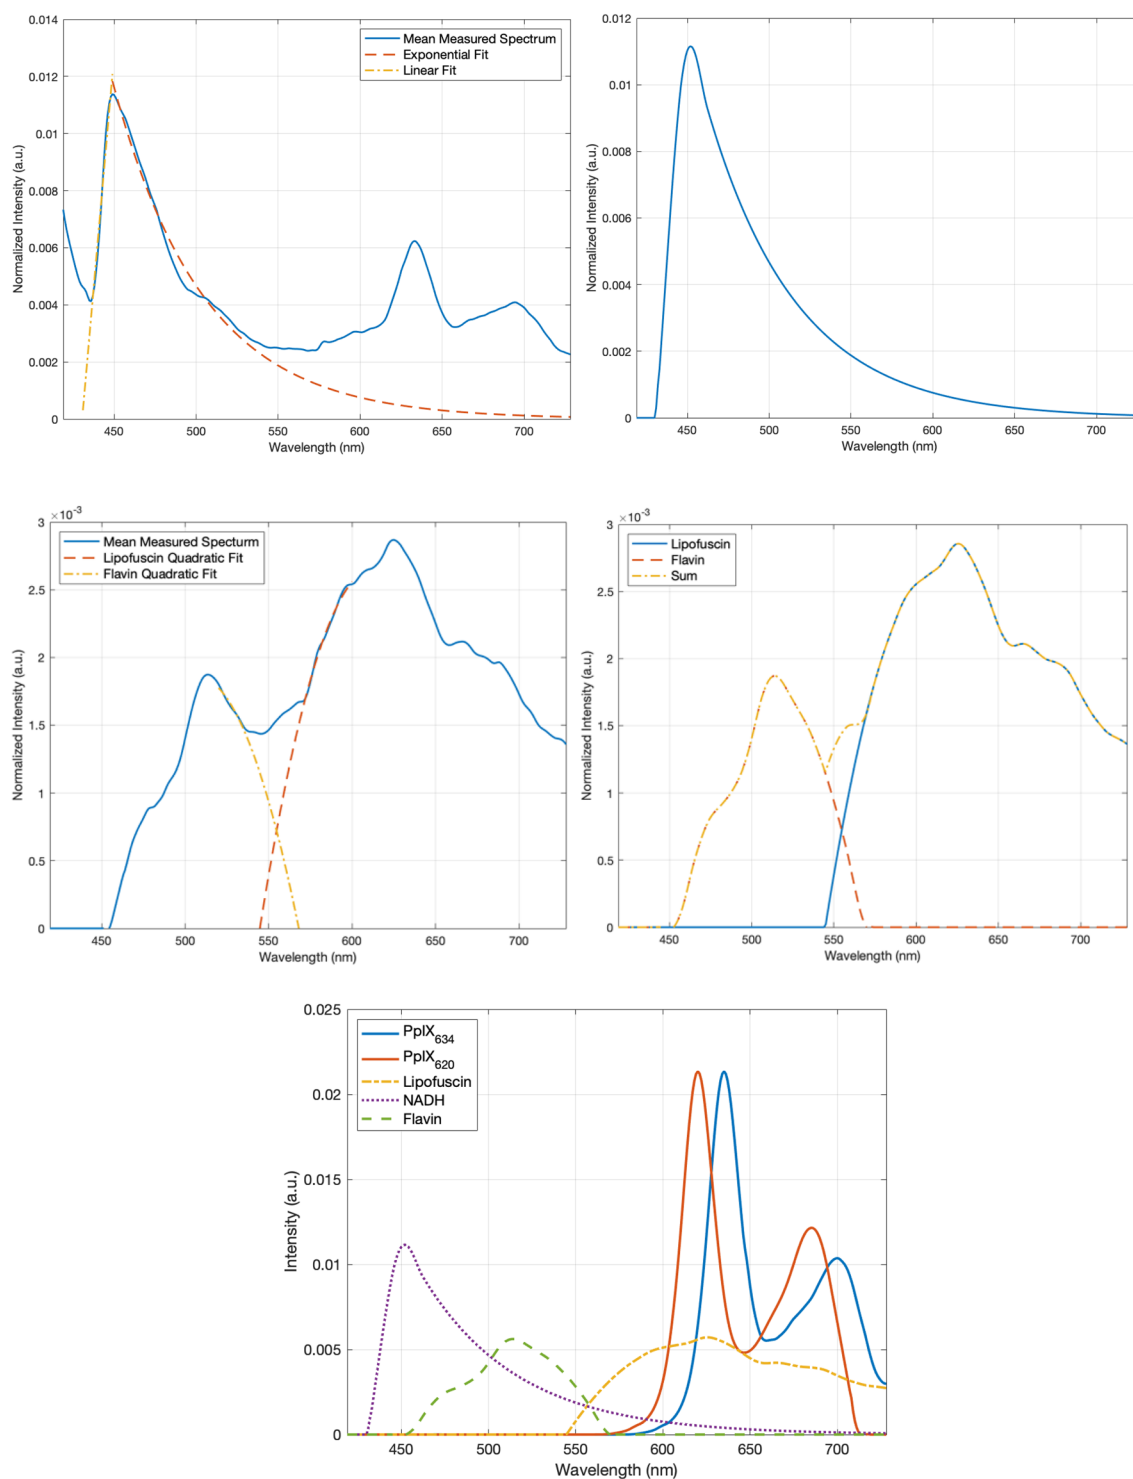 0.014
0.012
0.01
0.008
0.006
0.004
0.002
0
Normalized Intensity (a.u.)
Mean Measured Spectrum
Exponential Fit
Linear Fit
450 500 550 600 650 700
Wavelength (nm)
0.012
0.01
0.008
0.006
0.004
0.002
0
Normalized Intensity (a.u.)
450 500 550 600 650 700
Wavelength (nm)
×10⁻³
3
2.5
2
1.5
1
0.5
0
Normalized Intensity (a.u.)
Mean Measured Specturm
Lipofuscin Quadratic Fit
Flavin Quadratic Fit
450 500 550 600 650 700
Wavelength (nm)
×10⁻³
3
2.5
2
1.5
1
0.5
0
Normalized Intensity (a.u.)
Lipofuscin
Flavin
Sum
450 500 550 600 650 700
Wavelength (nm)
0.025
0.02
0.015
0.01
0.005
0
Intensity (a.u.)
PpIX₆₃₄
PpIX₆₂₀
Lipofuscin
NADH
Flavin
450 500 550 600 650 700
Wavelength (nm)